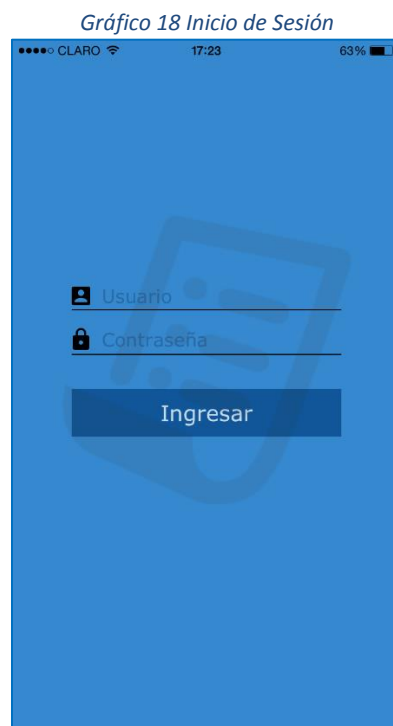 Gráfico 18 Inicio de Sesión
CLARO 17:23 63%
Usuario
Contraseña
Ingresar